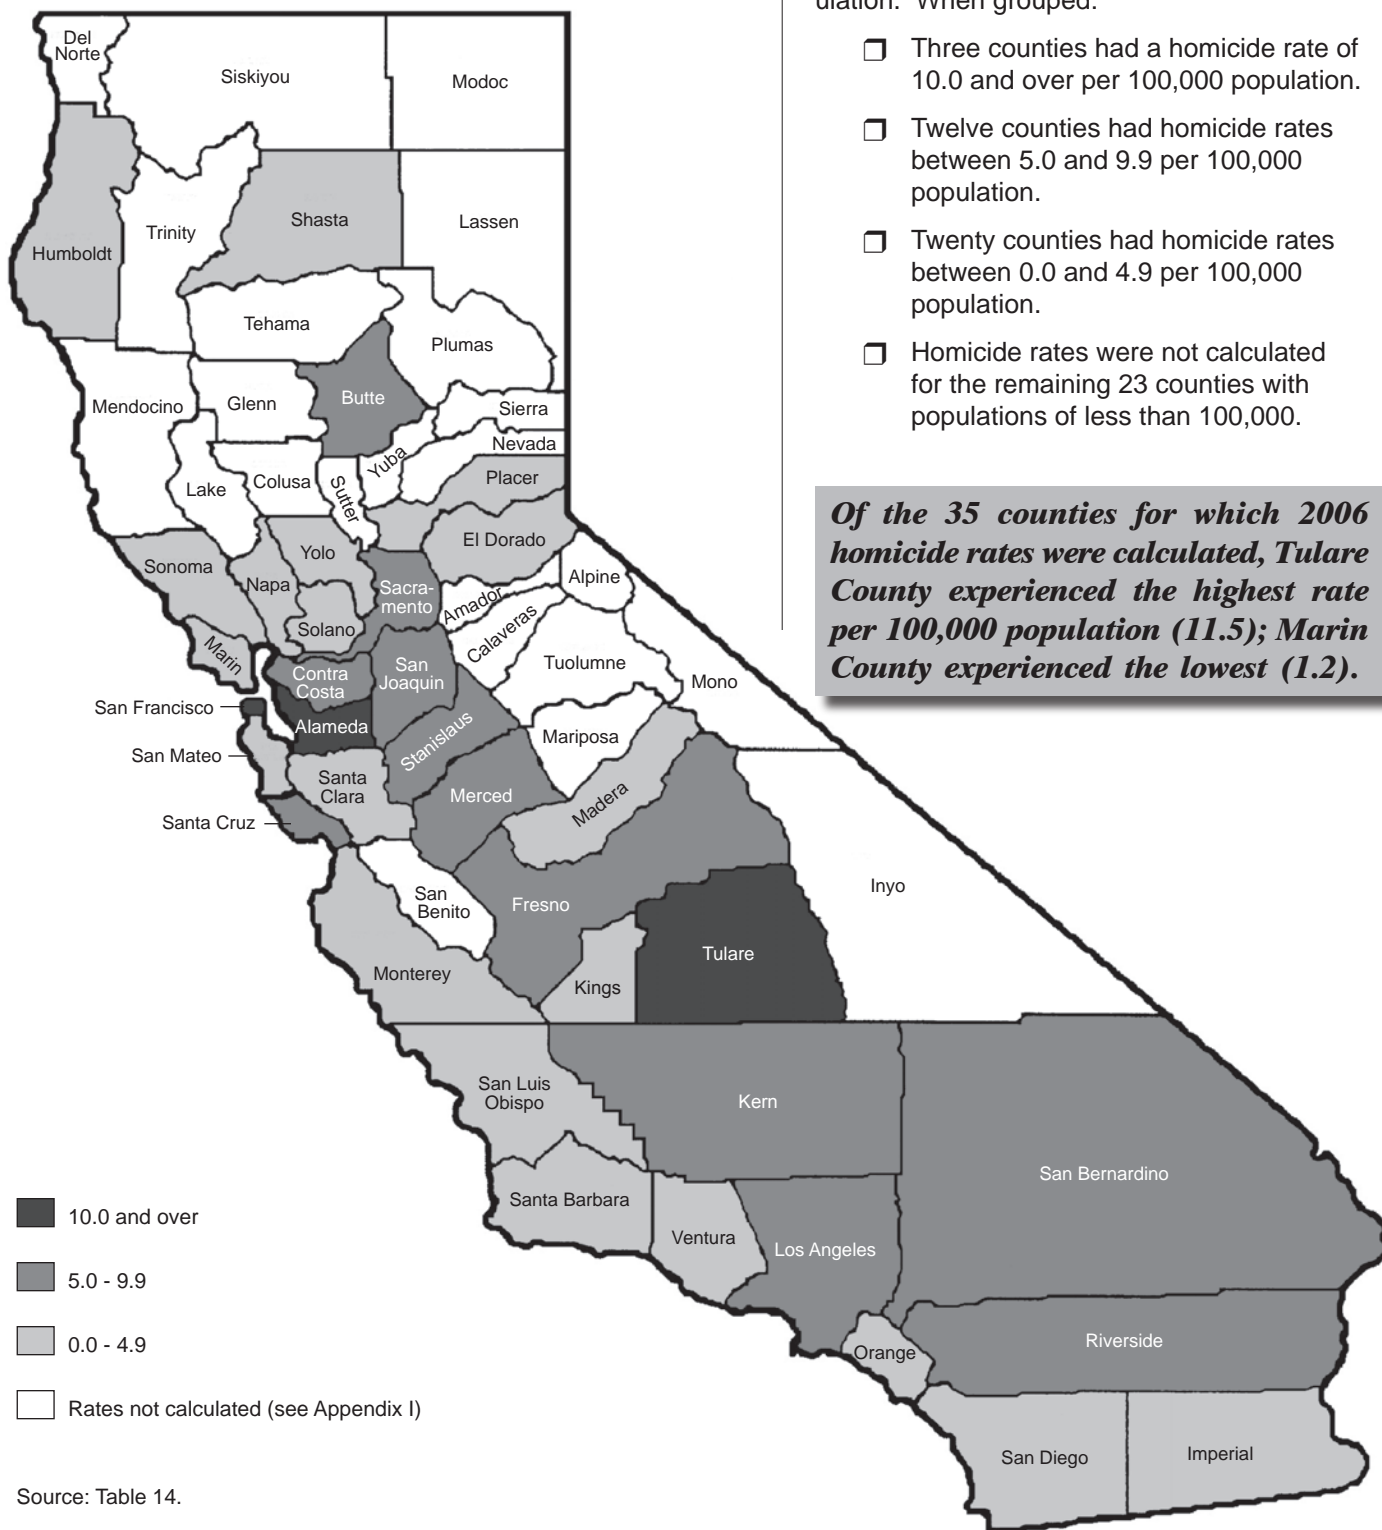 ulation. When grouped:
❒ Three counties had a homicide rate of
10.0 and over per 100,000 population.
❒ Twelve counties had homicide rates
between 5.0 and 9.9 per 100,000
population.
❒ Twenty counties had homicide rates
between 0.0 and 4.9 per 100,000
population.
❒ Homicide rates were not calculated
for the remaining 23 counties with
populations of less than 100,000.
Of the 35 counties for which 2006
homicide rates were calculated, Tulare
County experienced the highest rate
per 100,000 population (11.5); Marin
County experienced the lowest (1.2).
Del
Norte
Siskiyou
Modoc
Humboldt
Trinity
Shasta
Lassen
Tehama
Plumas
Mendocino
Glenn
Butte
Sierra
Nevada
Yuba
Lake
Colusa
Sutter
Placer
El Dorado
Sonoma
Napa
Yolo
Sacra-
mento
Amador
Alpine
Solano
Calaveras
Marin
Contra
Costa
San
Joaquin
Tuolumne
Mono
San Francisco
Alameda
Stanislaus
Mariposa
San Mateo
Santa
Clara
Merced
Madera
Santa Cruz
San
Benito
Fresno
Inyo
Monterey
Kings
Tulare
San Luis
Obispo
Kern
San Bernardino
Santa Barbara
Ventura
Los Angeles
Orange
Riverside
San Diego
Imperial
10.0 and over
5.0 - 9.9
0.0 - 4.9
Rates not calculated (see Appendix I)
Source: Table 14.